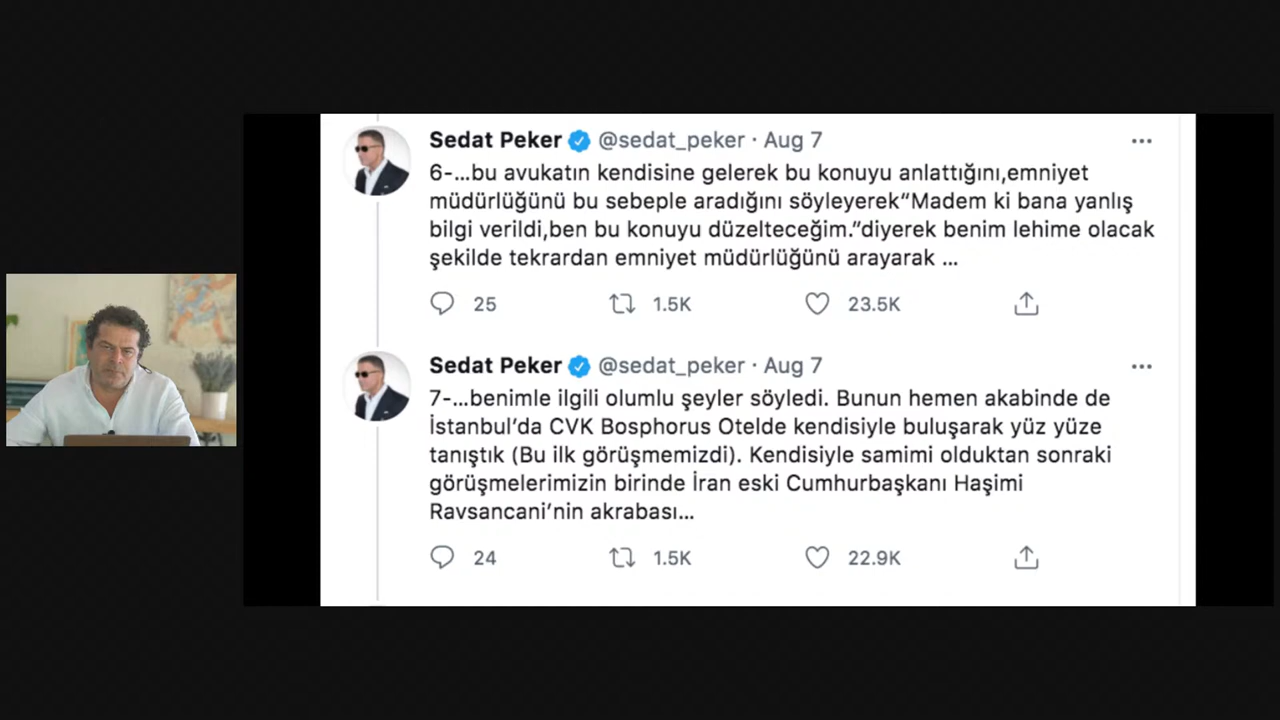 Sedat Peker @sedat_peker · Aug 7
6-...bu avukatın kendisine gelerek bu konuyu anlattığını,emniyet
müdürlüğünü bu sebeple aradığını söyleyerek“Madem ki bana yanlış
bilgi verildi,ben bu konuyu düzelteceğim.”diyerek benim lehime olacak
şekilde tekrardan emniyet müdürlüğünü arayarak ...
25 1.5K 23.5K
Sedat Peker @sedat_peker · Aug 7
7-...benimle ilgili olumlu şeyler söyledi. Bunun hemen akabinde de
İstanbul’da CVK Bosphorus Otelde kendisiyle buluşarak yüz yüze
tanıştık (Bu ilk görüşmemizdi). Kendisiyle samimi olduktan sonraki
görüşmelerimizin birinde İran eski Cumhurbaşkanı Haşimi
Ravsancani’nin akrabası...
24 1.5K 22.9K